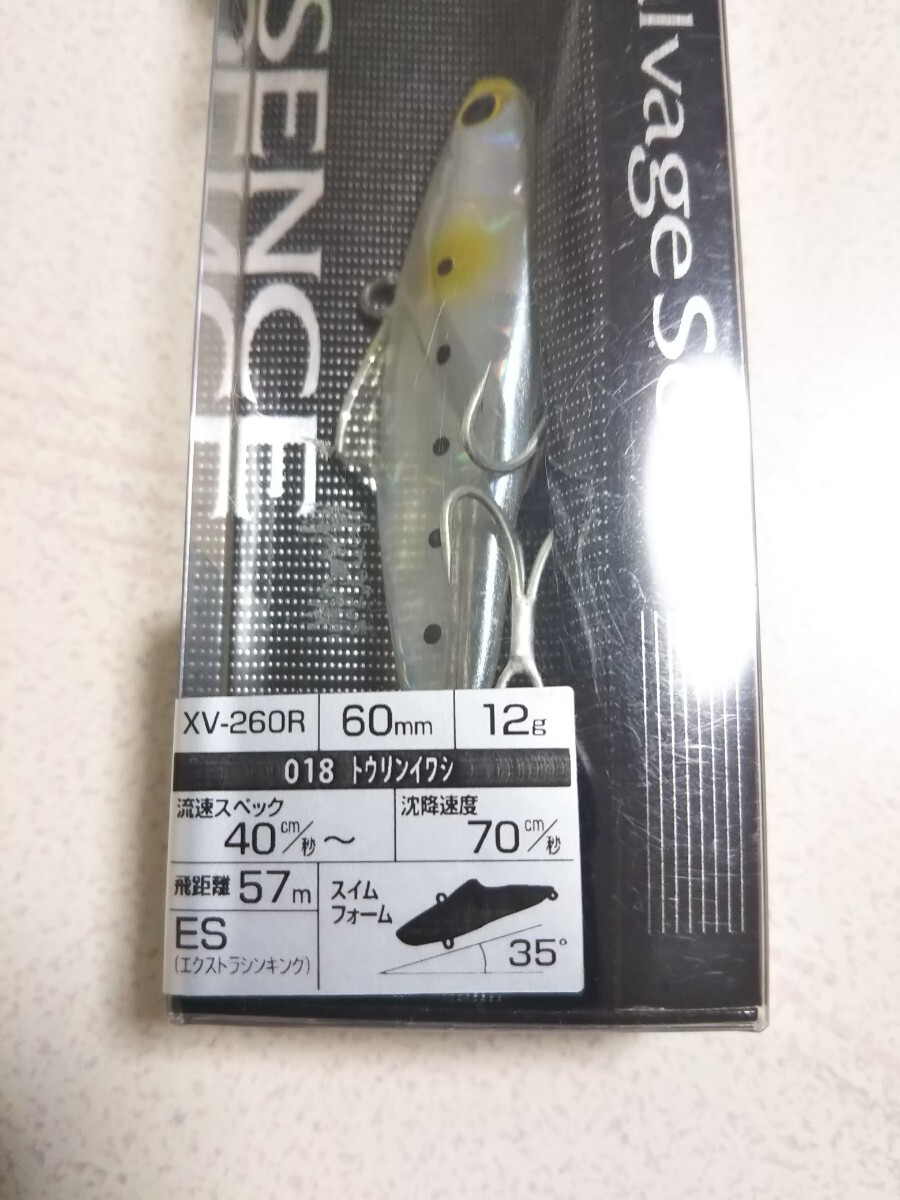 SENCE
lvage S
XV-260R 60mm 12g
018 トウリンイワシ
流速スペック 沈降速度
40cm/秒〜 70cm/秒
飛距離 57m
スイム
フォーム
ES
(エクストラシンキング)
35°